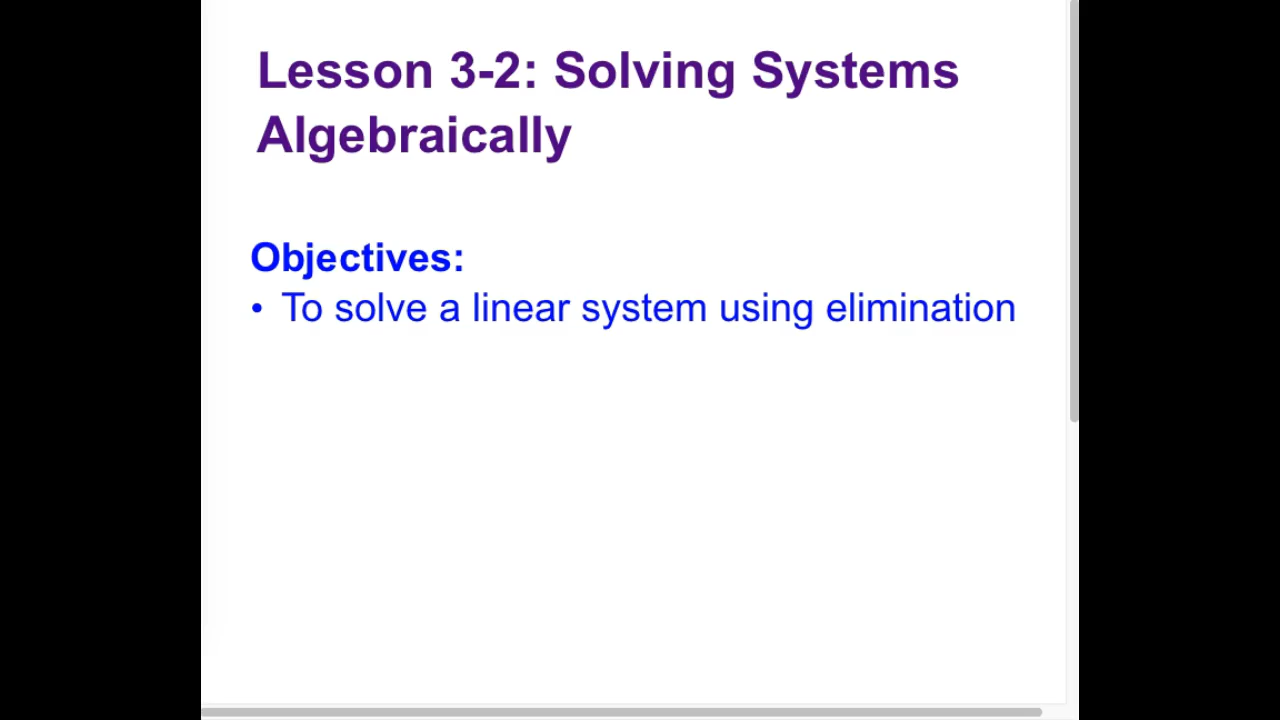 Lesson 3-2: Solving Systems
Algebraically
Objectives:
• To solve a linear system using elimination